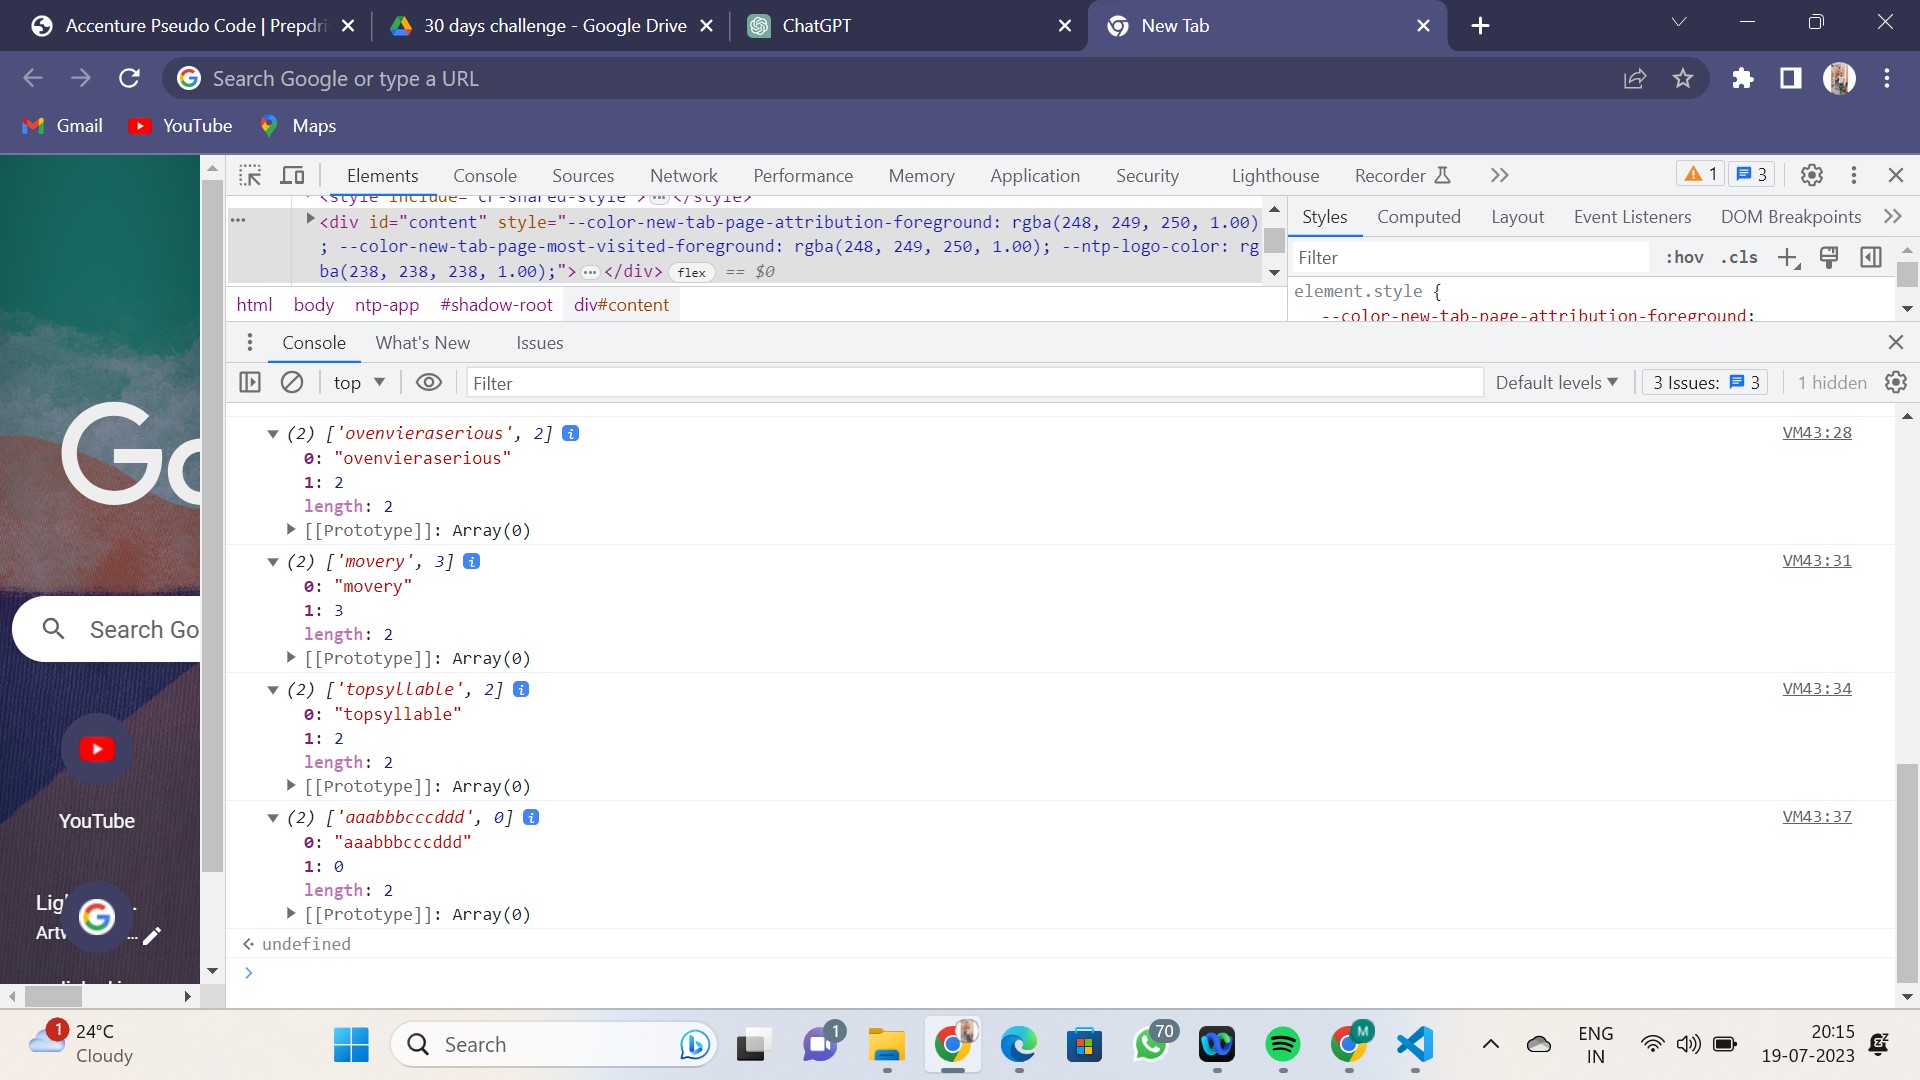 Accenture Pseudo Code | Prepdri
30 days challenge - Google Drive
ChatGPT
New Tab
Search Google or type a URL
Gmail
YouTube
Maps
Elements
Console
Sources
Network
Performance
Memory
Application
Security
Lighthouse
Recorder
1
3
<style include="cr-shared-style">…</style>
<div id="content" style="--color-new-tab-page-attribution-foreground: rgba(248, 249, 250, 1.00)
; --color-new-tab-page-most-visited-foreground: rgba(248, 249, 250, 1.00); --ntp-logo-color: rg
ba(238, 238, 238, 1.00);">…</div> flex == $0
html body ntp-app #shadow-root div#content
Styles
Computed
Layout
Event Listeners
DOM Breakpoints
Filter
:hov
.cls
element.style {
--color-new-tab-page-attribution-foreground:
Console
What's New
Issues
top
Filter
Default levels
3 Issues:
3
1 hidden
(2) ['ovenvieraserious', 2] i
VM43:28
0: "ovenvieraserious"
1: 2
length: 2
[[Prototype]]: Array(0)
(2) ['movery', 3] i
VM43:31
0: "movery"
1: 3
length: 2
[[Prototype]]: Array(0)
(2) ['topsyllable', 2] i
VM43:34
0: "topsyllable"
1: 2
length: 2
[[Prototype]]: Array(0)
(2) ['aaabbbcccddd', 0] i
VM43:37
0: "aaabbbcccddd"
1: 0
length: 2
[[Prototype]]: Array(0)
undefined
Go
Search Go
YouTube
Lig
G
.
Artw
...
1
24°C
Cloudy
Search
1
70
M
ENG
IN
20:15
19-07-2023